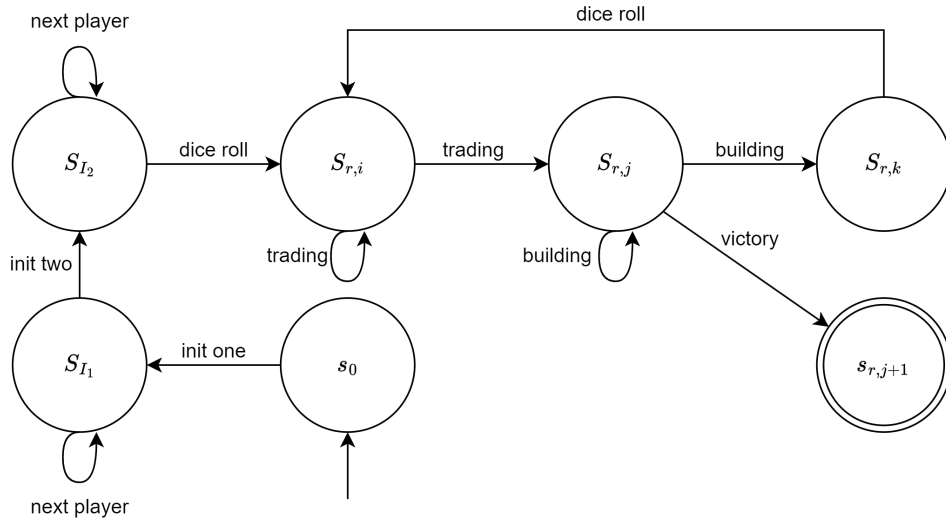 dice roll
next player
$S_{I_2}$
dice roll
$S_{r,i}$
trading
$S_{r,j}$
building
$S_{r,k}$
trading
building
victory
init two
$S_{I_1}$
init one
$s_0$
$s_{r,j+1}$
next player